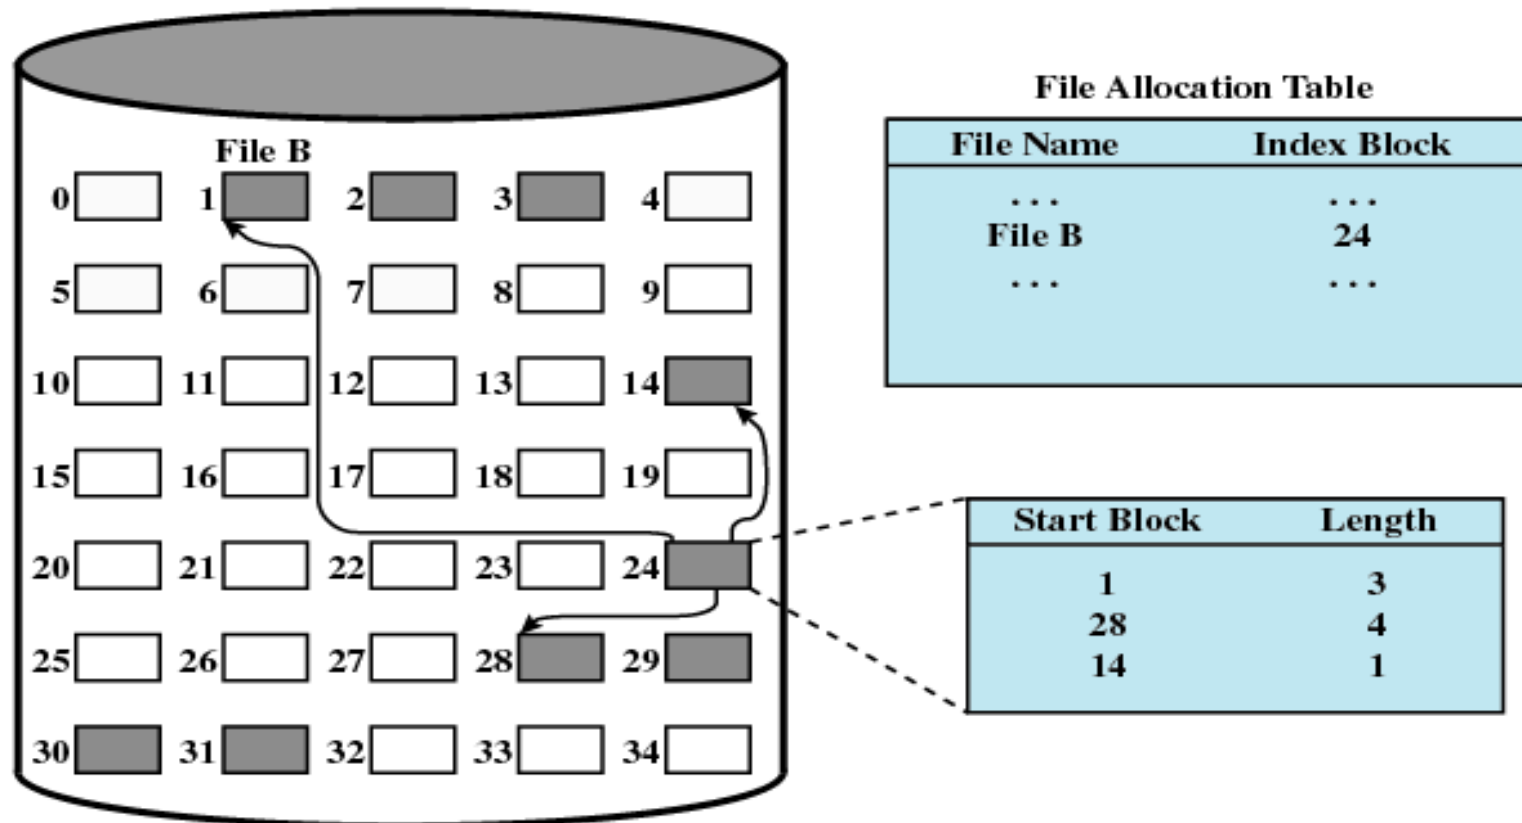 File B
0 1 2 3 4
5 6 7 8 9
10 11 12 13 14
15 16 17 18 19
20 21 22 23 24
25 26 27 28 29
30 31 32 33 34
File Allocation Table
File Name Index Block
... ...
File B 24
... ...
Start Block Length
1 3
28 4
14 1